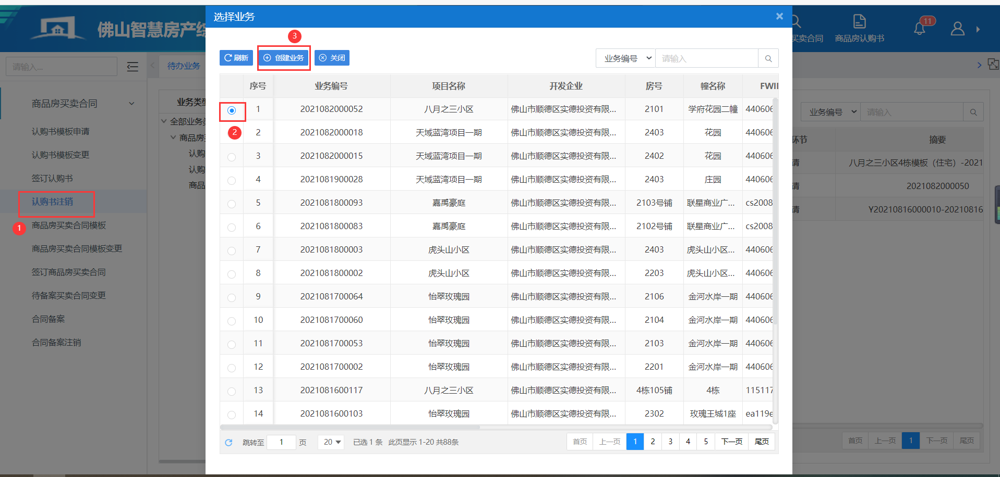 选择业务
×
佛山智慧房产综
买卖合同
商品房认购书
11
3
刷新
创建业务
关闭
业务编号
请输入
请输入...
待办业务
商品房买卖合同
认购书模板申请
认购书模板变更
签订认购书
认购书注销
1
商品房买卖合同模板
商品房买卖合同模板变更
签订商品房买卖合同
待备案买卖合同变更
合同备案
合同备案注销
业务类型
全部业务类
商品房买
认购
认购
商品
序号 业务编号 项目名称 开发企业 房号 幢名称 FWII
1 2021082000052 八月之三小区 佛山市顺德区实德投资有限... 2101 学府花园二幢 440606
2
2 2021082000018 天域蓝湾项目一期 佛山市顺德区实德投资有限... 2403 花园 440606
3 2021082000015 天域蓝湾项目一期 佛山市顺德区实德投资有限... 2402 花园 440606
4 2021081900028 天域蓝湾项目一期 佛山市顺德区实德投资有限... 2403 庄园 440606
5 2021081800093 嘉禹豪庭 佛山市顺德区实德投资有限... 2103号铺 联星商业广... cs2008
6 2021081800083 嘉禹豪庭 佛山市顺德区实德投资有限... 2102号铺 联星商业广... cs2008
7 2021081800003 虎头山小区 佛山市顺德区实德投资有限... 2403 虎头山小区... 440606
8 2021081800002 虎头山小区 佛山市顺德区实德投资有限... 2203 虎头山小区... 440606
9 2021081700064 怡翠玫瑰园 佛山市顺德区实德投资有限... 2106 金河水岸一期 440606
10 2021081700060 怡翠玫瑰园 佛山市顺德区实德投资有限... 2104 金河水岸一期 440606
11 2021081700053 怡翠玫瑰园 佛山市顺德区实德投资有限... 2103 金河水岸一期 440606
12 2021081700002 怡翠玫瑰园 佛山市顺德区实德投资有限... 2201 金河水岸一期 440606
13 2021081600117 八月之三小区 佛山市顺德区实德投资有限... 4栋105铺 4栋 115117
14 2021081600103 怡翠玫瑰园 佛山市顺德区实德投资有限... 2302 玫瑰王城1座 ea119e
跳转至 1 页 20 已选 1 条 此页显示 1-20 共88条
首页 上一页 1 2 3 4 5 下一页 尾页
业务编号
请输入
环节 摘要
请 八月之三小区4栋模板（住宅）-2021
请 2021082000050
请 Y20210816000010-20210816
首页 上一页 1 下一页 尾页